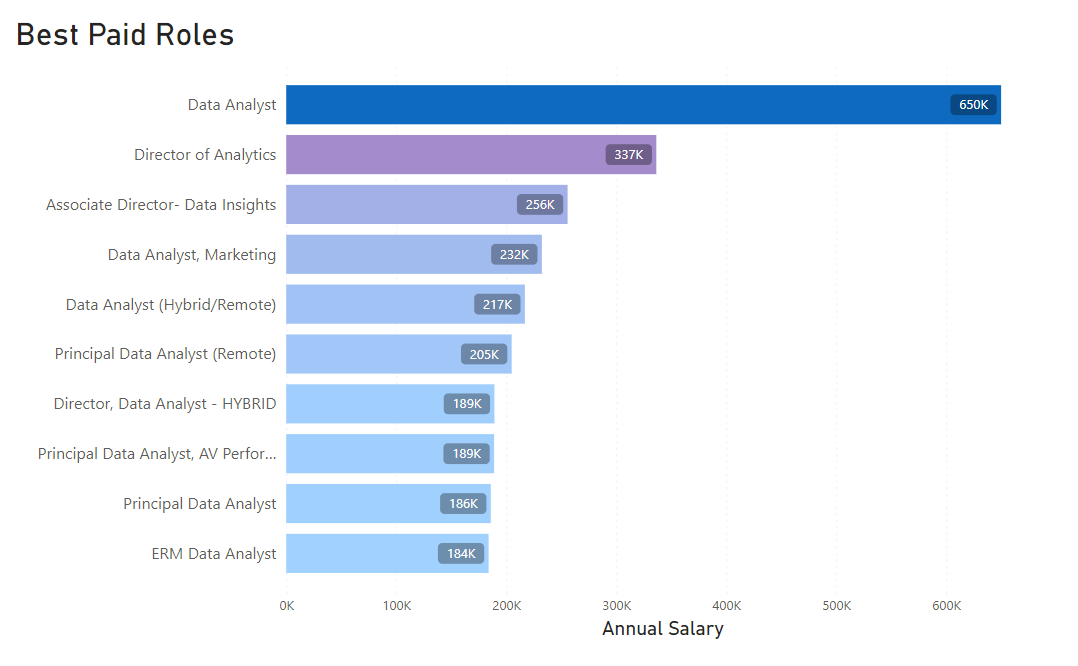 Best Paid Roles
Data Analyst 650K
Director of Analytics 337K
Associate Director- Data Insights 256K
Data Analyst, Marketing 232K
Data Analyst (Hybrid/Remote) 217K
Principal Data Analyst (Remote) 205K
Director, Data Analyst - HYBRID 189K
Principal Data Analyst, AV Perfor... 189K
Principal Data Analyst 186K
ERM Data Analyst 184K
0K 100K 200K 300K 400K 500K 600K
Annual Salary